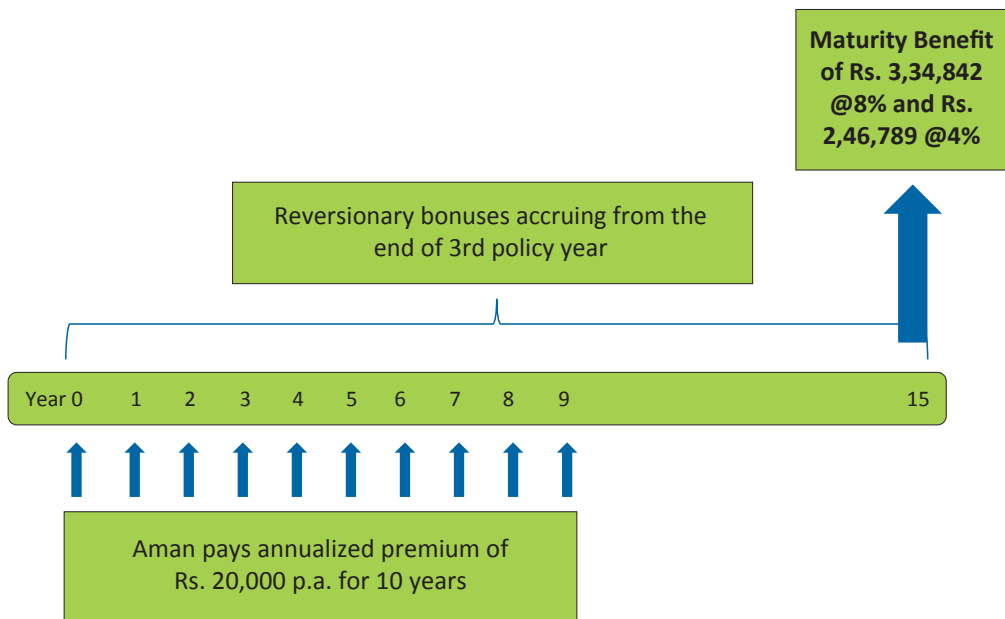 Maturity Benefit
of Rs. 3,34,842
@8% and Rs.
2,46,789 @4%
Reversionary bonuses accruing from the
end of 3rd policy year
Year 0 1 2 3 4 5 6 7 8 9 15
Aman pays annualized premium of
Rs. 20,000 p.a. for 10 years